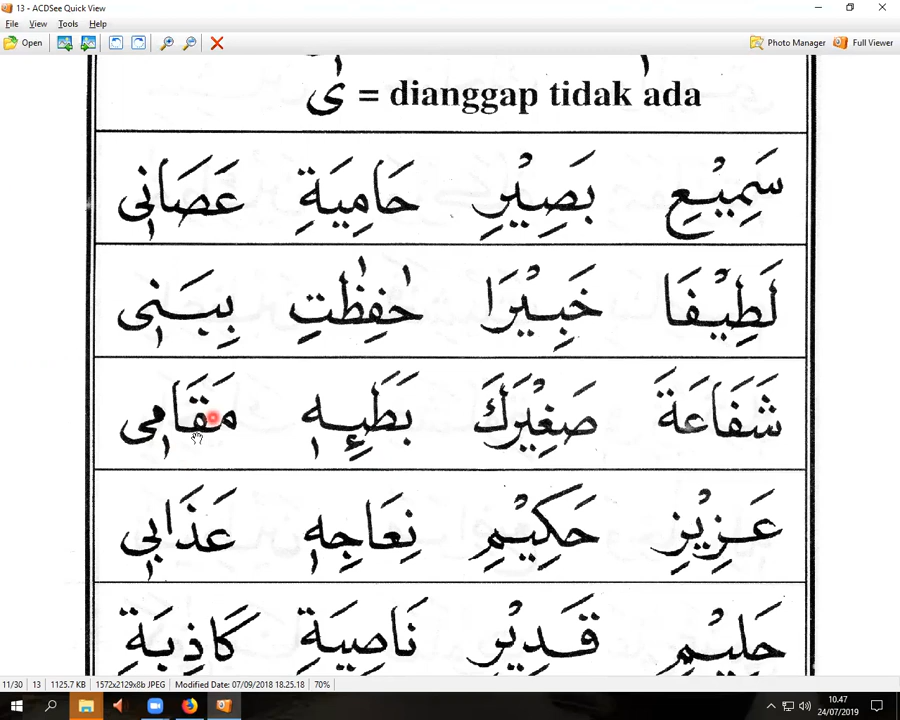 13 - ACDSee Quick View
File View Tools Help
Open Photo Manager Full Viewer
ىٰ = dianggap tidak ada
سَمِيْعِ بَصِيْرِ حَامِيَةِ عَصَانٖى
لَطِيْفَا خَبِيْرَا حٰفِظٰتِ بِبَنٖى
شَفَاعَةَ صَغِيْرَكَ بَطَئِهٖ مَقَامٖى
عَزِيْزِ حَكِيْمِ نِعَاجِهٖ عَذَابٖى
حَلِيْمِ قَدِيْرِ نَاصِيَةِ كَاذِبَةِ
11/30 13 1125.7 KB 1572x2129x8b JPEG Modified Date: 07/09/2018 18.25.18 70%
10.47
24/07/2019